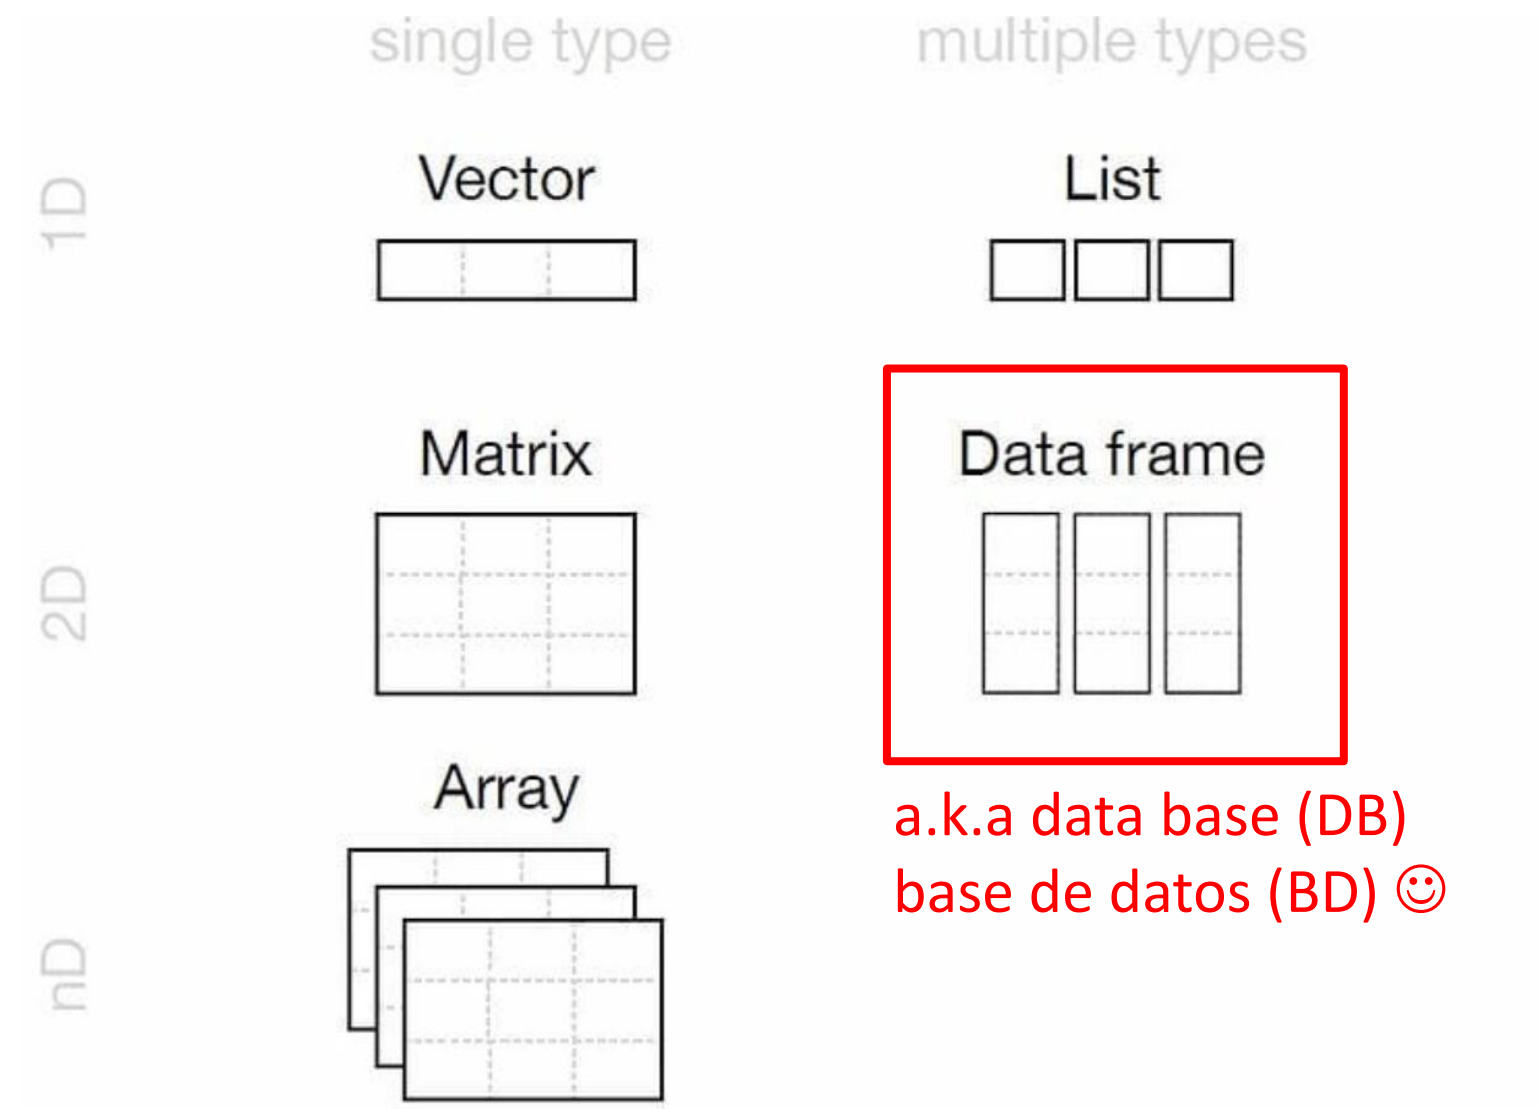 single type
multiple types
1D
Vector
List
2D
Matrix
Data frame
nD
Array
a.k.a data base (DB)
base de datos (BD) ☺